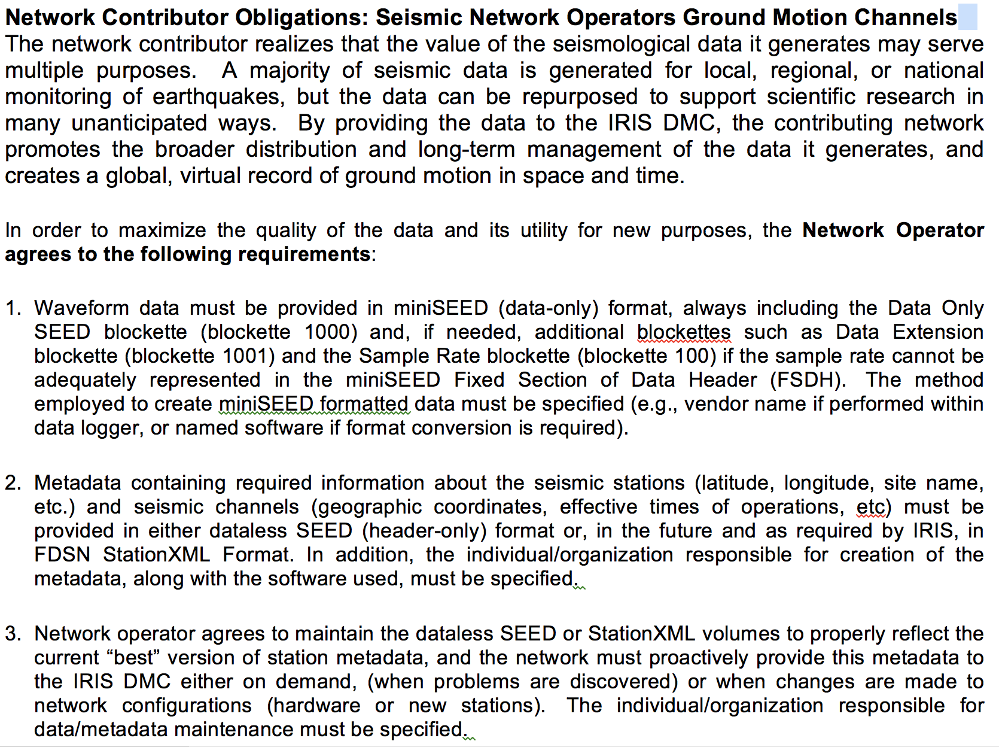 Network Contributor Obligations: Seismic Network Operators Ground Motion Channels
The network contributor realizes that the value of the seismological data it generates may serve
multiple purposes. A majority of seismic data is generated for local, regional, or national
monitoring of earthquakes, but the data can be repurposed to support scientific research in
many unanticipated ways. By providing the data to the IRIS DMC, the contributing network
promotes the broader distribution and long-term management of the data it generates, and
creates a global, virtual record of ground motion in space and time.
In order to maximize the quality of the data and its utility for new purposes, the Network Operator
agrees to the following requirements:
1. Waveform data must be provided in miniSEED (data-only) format, always including the Data Only
SEED blockette (blockette 1000) and, if needed, additional blockettes such as Data Extension
blockette (blockette 1001) and the Sample Rate blockette (blockette 100) if the sample rate cannot be
adequately represented in the miniSEED Fixed Section of Data Header (FSDH). The method
employed to create miniSEED formatted data must be specified (e.g., vendor name if performed within
data logger, or named software if format conversion is required).
2. Metadata containing required information about the seismic stations (latitude, longitude, site name,
etc.) and seismic channels (geographic coordinates, effective times of operations, etc) must be
provided in either dataless SEED (header-only) format or, in the future and as required by IRIS, in
FDSN StationXML Format. In addition, the individual/organization responsible for creation of the
metadata, along with the software used, must be specified.
3. Network operator agrees to maintain the dataless SEED or StationXML volumes to properly reflect the
current “best” version of station metadata, and the network must proactively provide this metadata to
the IRIS DMC either on demand, (when problems are discovered) or when changes are made to
network configurations (hardware or new stations). The individual/organization responsible for
data/metadata maintenance must be specified.